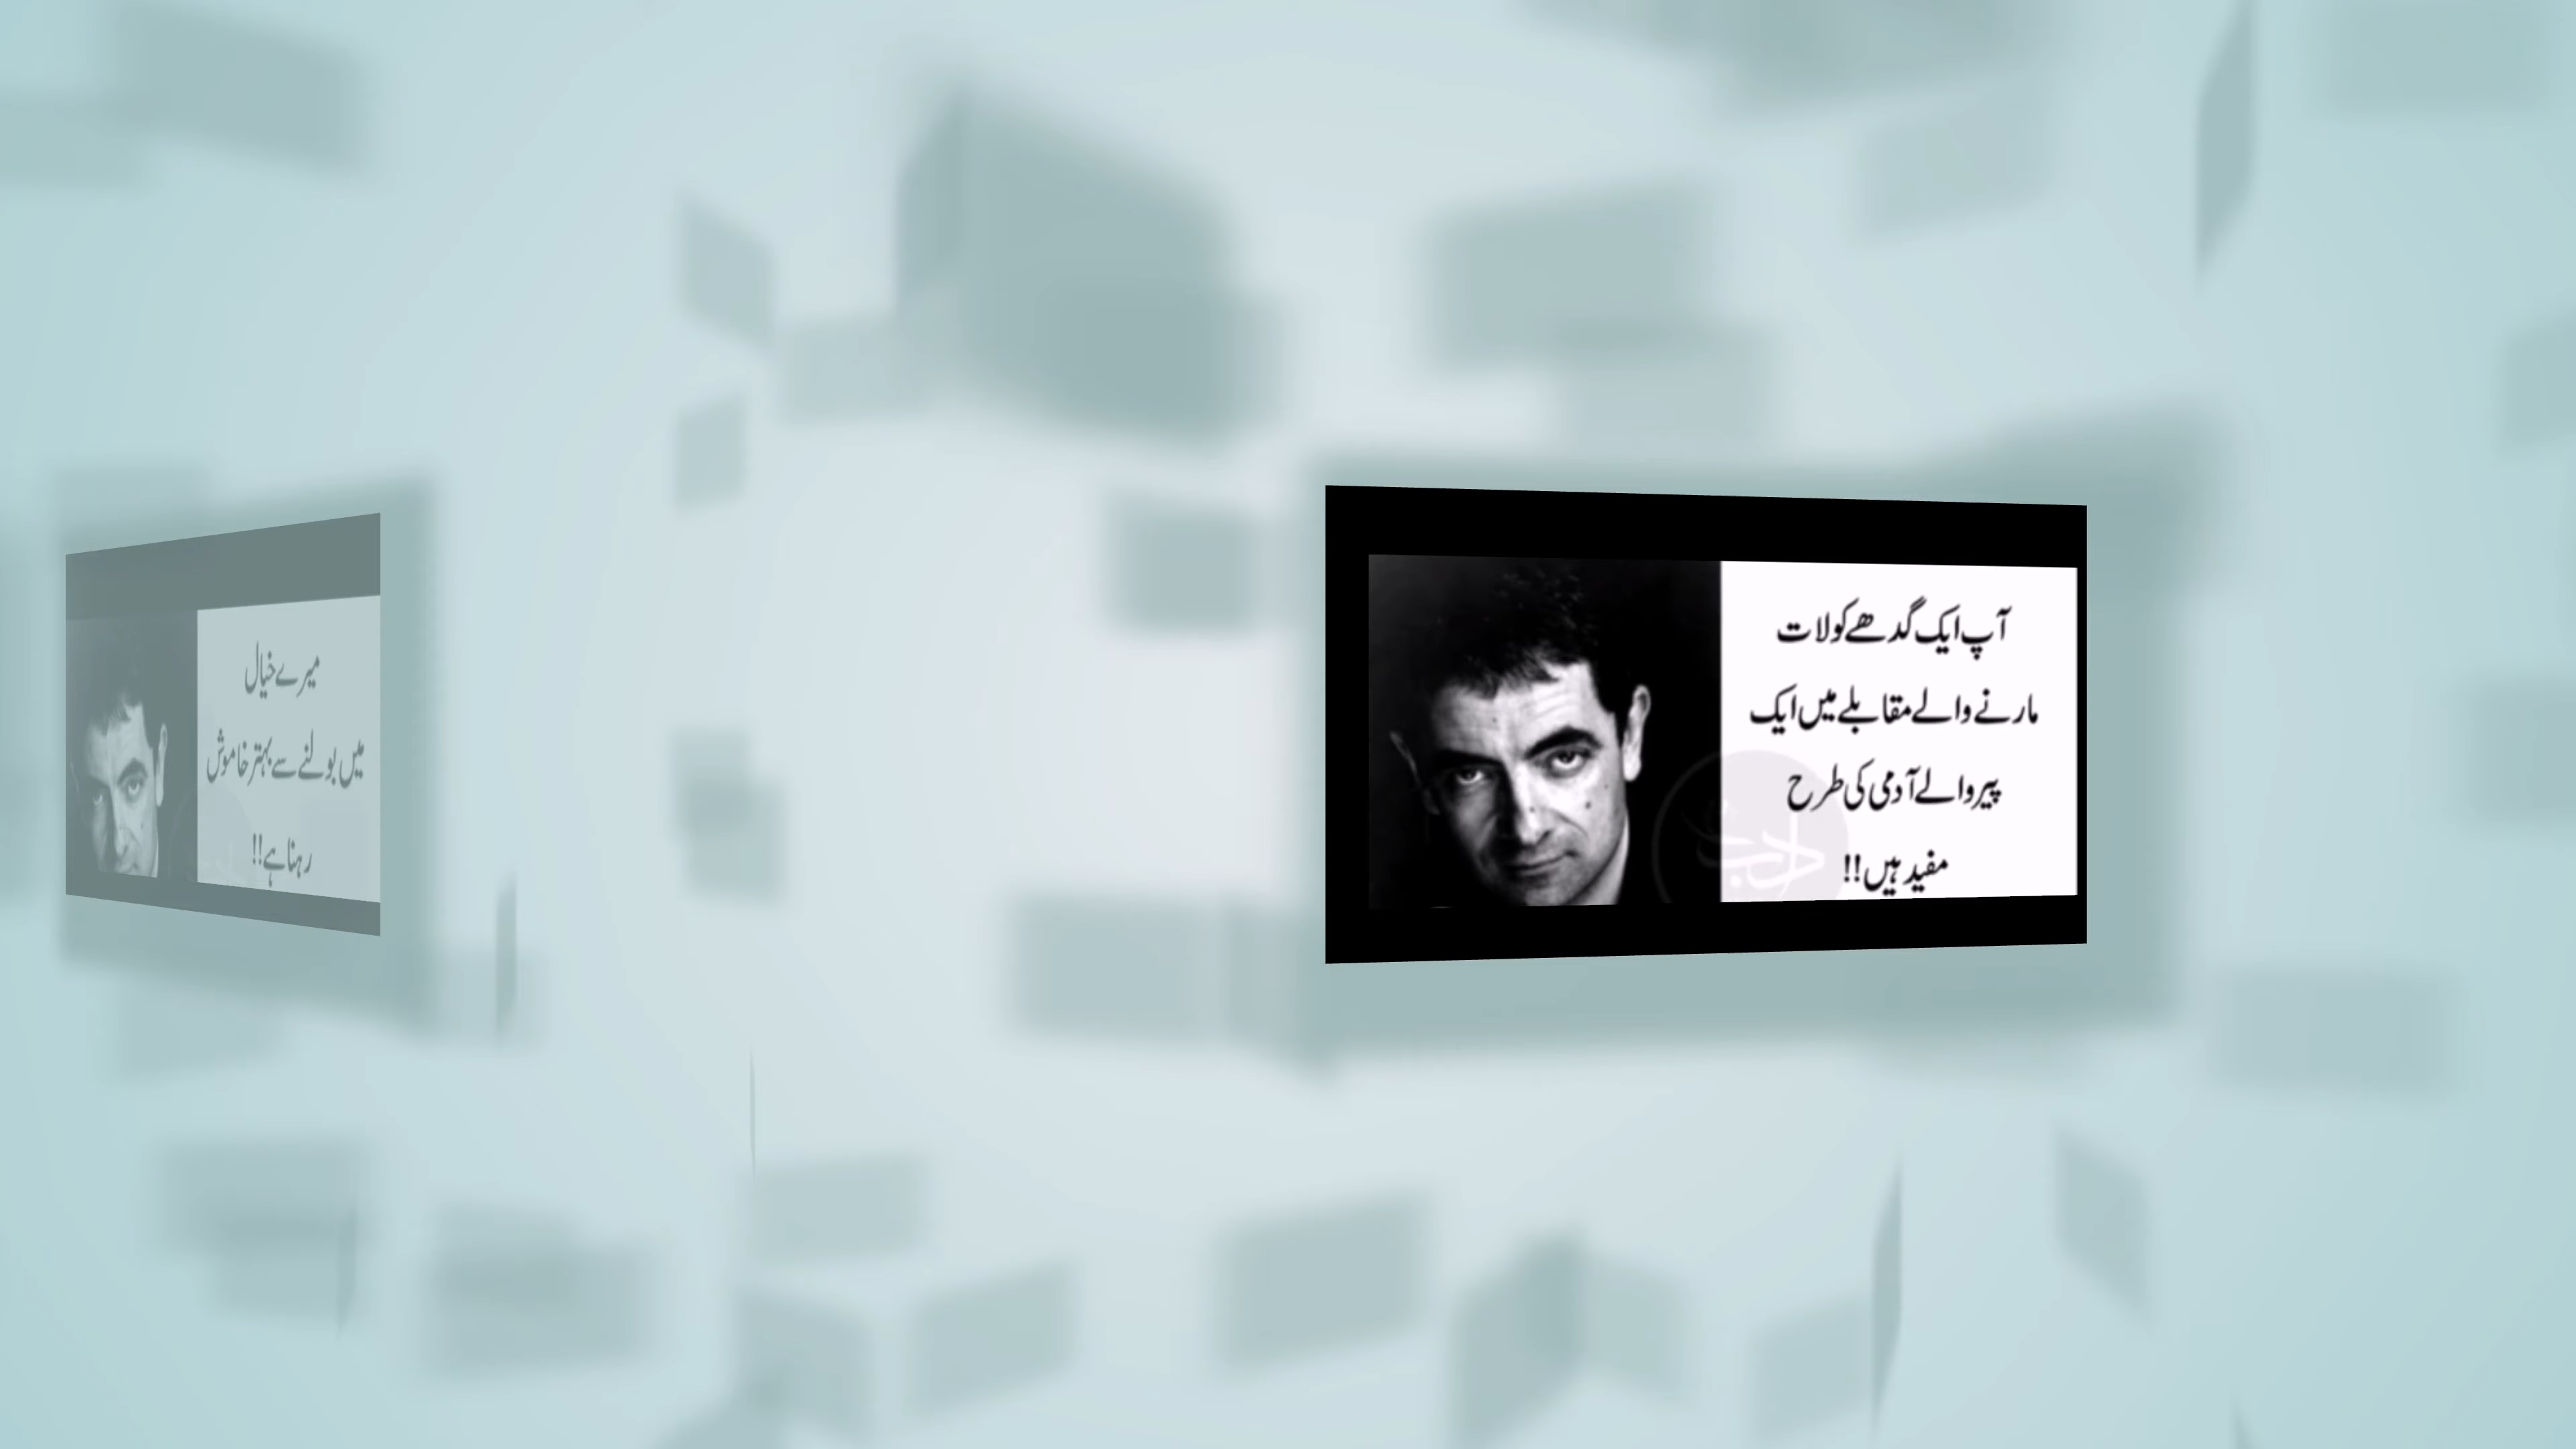 میرے خیال
میں بولنے سے بہتر خاموش
رہنا ہے!!
آپ ایک گدھے کو لات
مارنے والے مقابلے میں ایک
پیر والے آدمی کی طرح
مفید ہیں!!
ادب